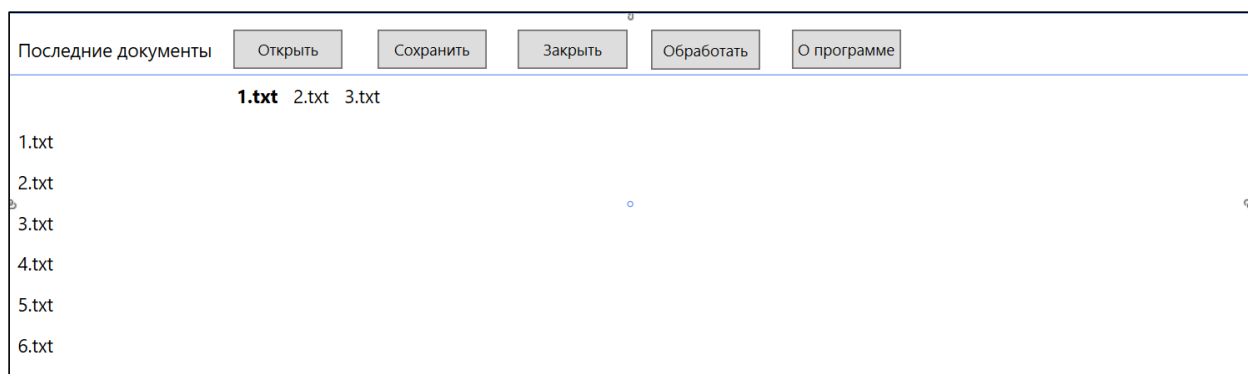 Последние документы Открыть Сохранить Закрыть Обработать О программе
1.txt 2.txt 3.txt
1.txt
2.txt
3.txt
4.txt
5.txt
6.txt